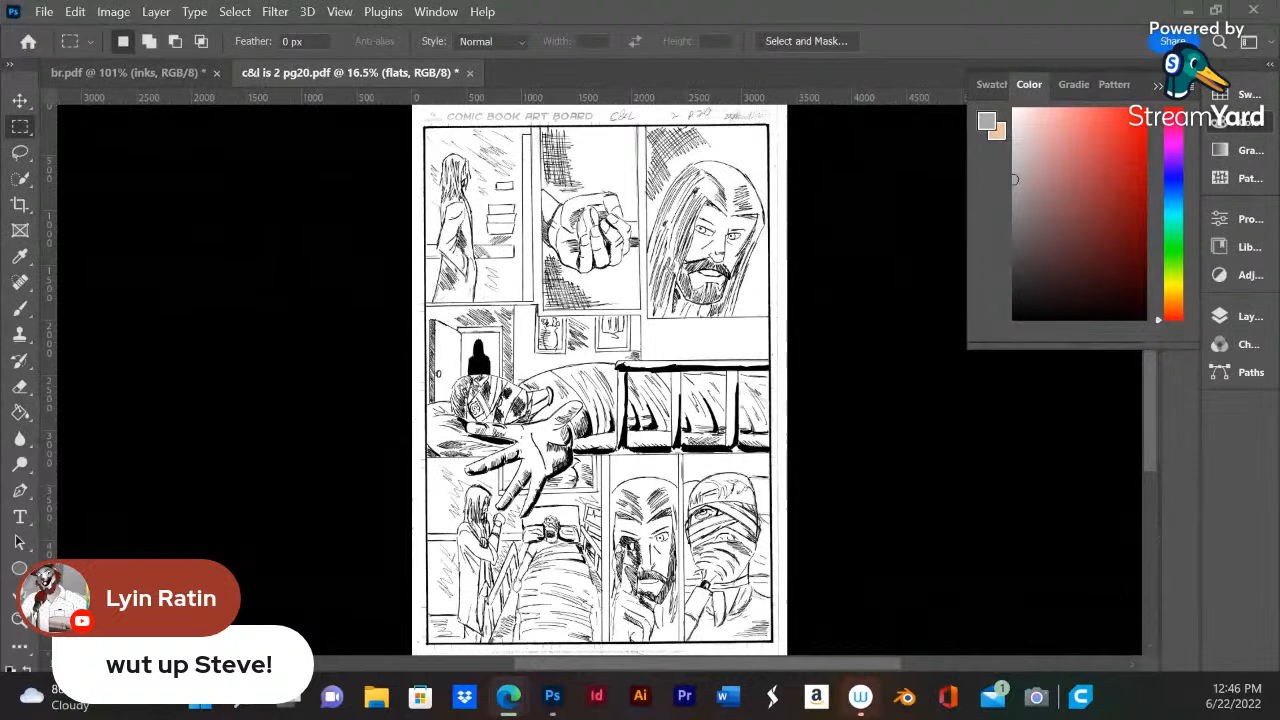 File Edit Image Layer Type Select Filter 3D View Plugins Window Help
Powered by
StreamYard
Feather: 0 px Anti-alias Style: Normal Width: Height: Select and Mask... Share
br.pdf @ 101% (inks, RGB/8) * × c&d is 2 pg20.pdf @ 16.5% (flats, RGB/8) * ×
Swatch Color Gradie Pattern
3000 2500 2000 1500 1000 500 0 500 1000 1500 2000 2500 3000 3500 4000 4500
COMIC BOOK ART BOARD
Sw...
Gra...
Pat...
Pro...
Lib...
Adj...
Lay...
Ch...
Paths
Lyin Ratin
wut up Steve!
Cloudy
12:46 PM
6/22/2022